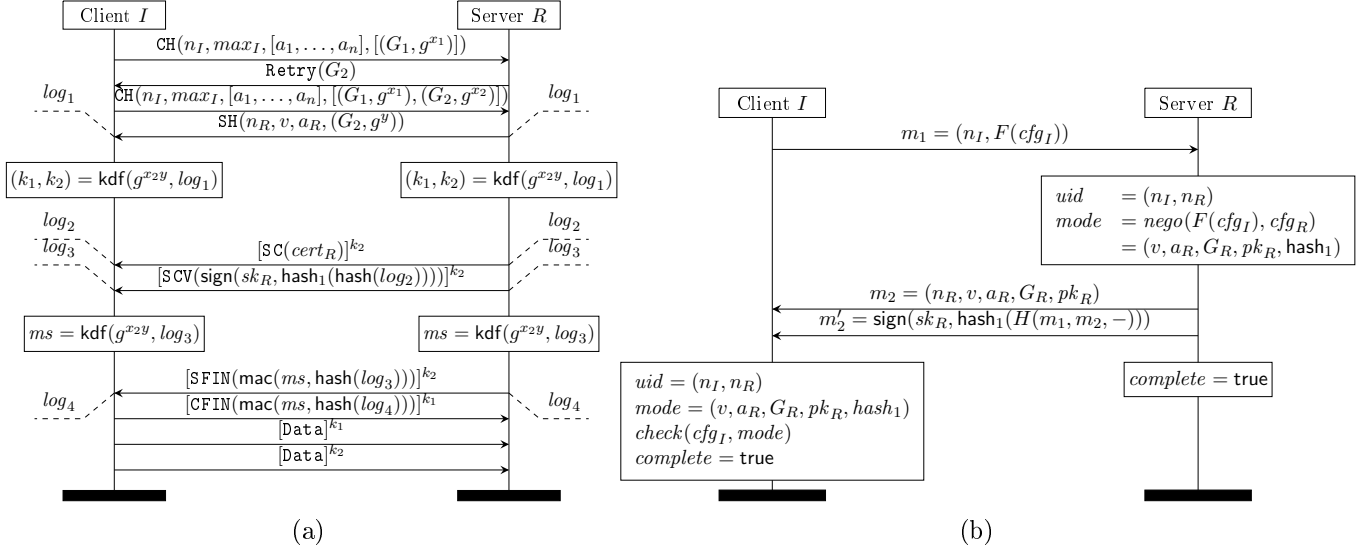 Client I
Server R
CH(n_I, max_I, [a_1, …, a_n], [(G_1, g^{x_1})])
Retry(G_2)
CH(n_I, max_I, [a_1, …, a_n], [(G_1, g^{x_1}), (G_2, g^{x_2})])
log_1
log_1
SH(n_R, v, a_R, (G_2, g^y))
(k_1, k_2) = kdf(g^{x_2 y}, log_1)
(k_1, k_2) = kdf(g^{x_2 y}, log_1)
log_2
log_2
[SC(cert_R)]^{k_2}
log_3
log_3
[SCV(sign(sk_R, hash_1(hash(log_2))))]^{k_2}
ms = kdf(g^{x_2 y}, log_3)
ms = kdf(g^{x_2 y}, log_3)
[SFIN(mac(ms, hash(log_3)))]^{k_2}
log_4
log_4
[CFIN(mac(ms, hash(log_4)))]^{k_1}
[Data]^{k_1}
[Data]^{k_2}
(a)
Client I
Server R
m_1 = (n_I, F(cfg_I))
uid = (n_I, n_R)
mode = nego(F(cfg_I), cfg_R)
= (v, a_R, G_R, pk_R, hash_1)
m_2 = (n_R, v, a_R, G_R, pk_R)
m'_2 = sign(sk_R, hash_1(H(m_1, m_2, −)))
uid = (n_I, n_R)
mode = (v, a_R, G_R, pk_R, hash_1)
check(cfg_I, mode)
complete = true
complete = true
(b)